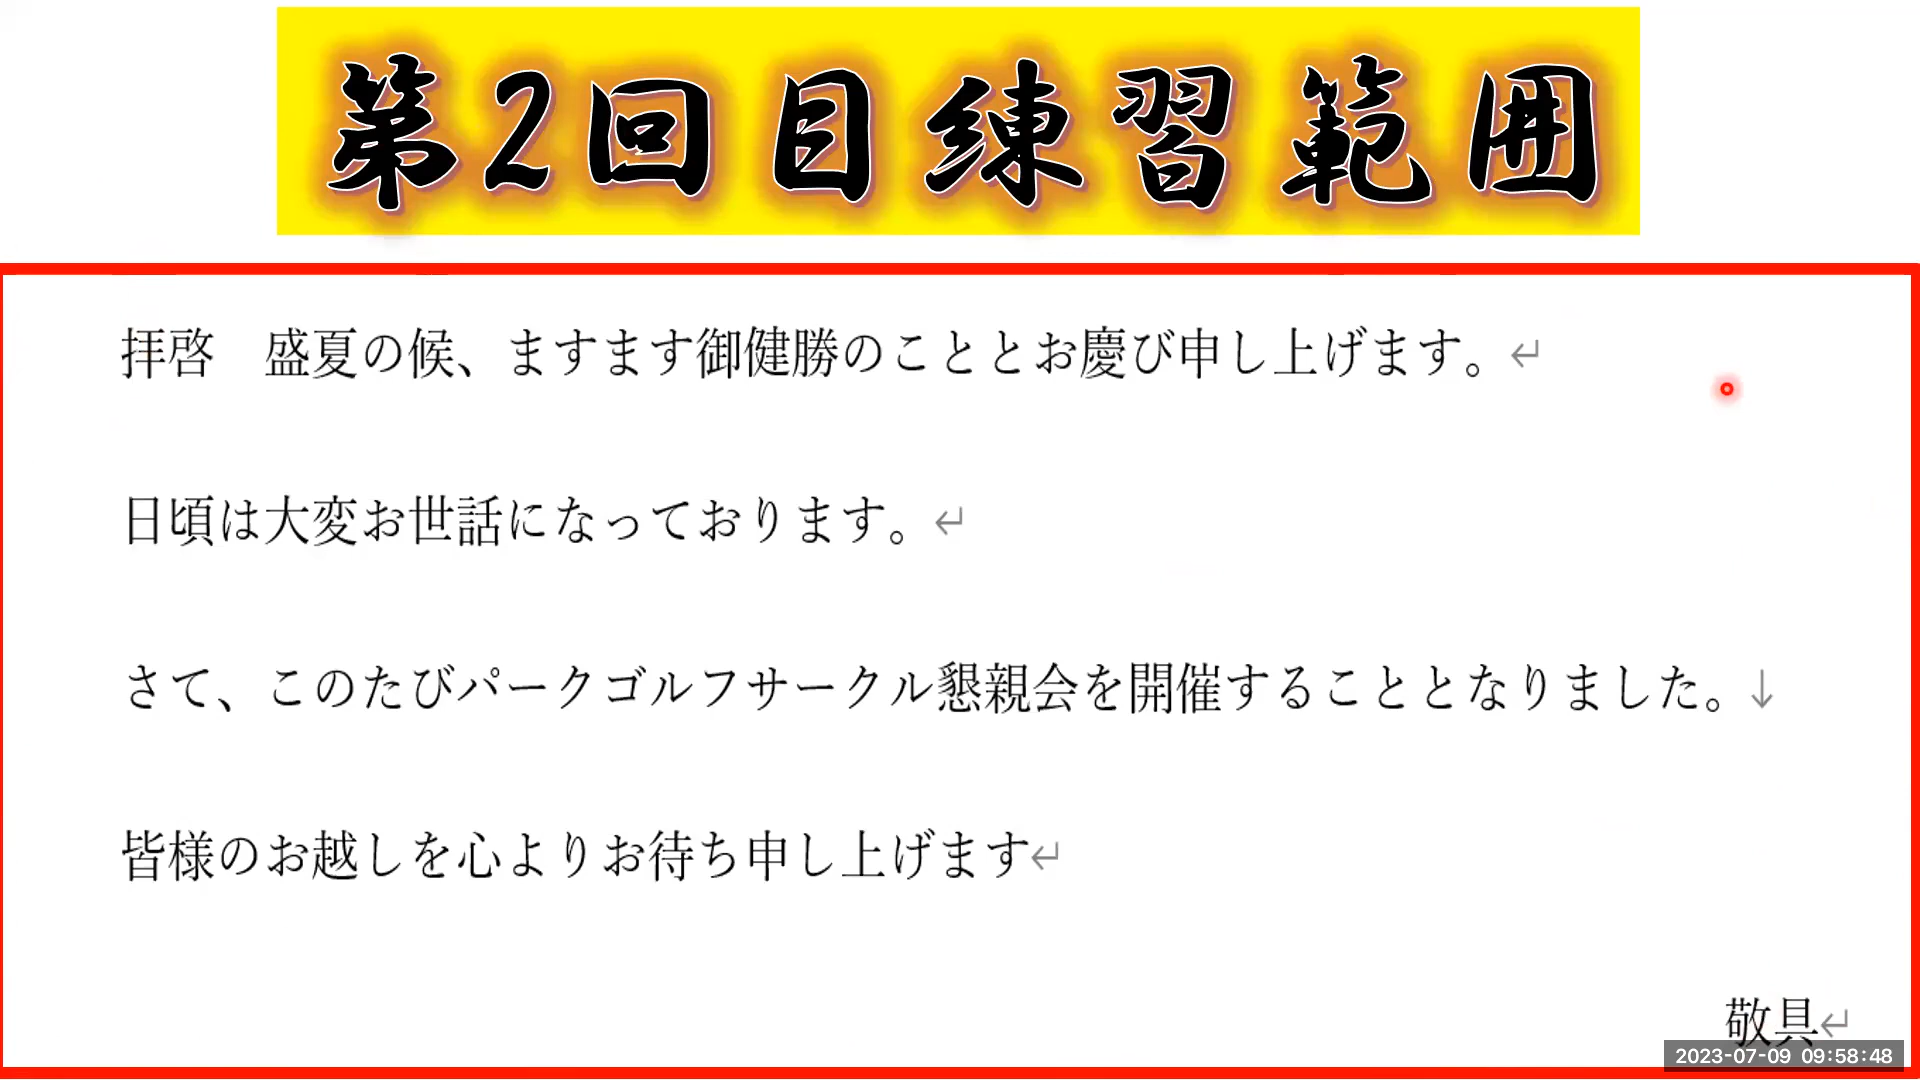 第2回目練習範囲
拝啓　盛夏の候、ますます御健勝のこととお慶び申し上げます。↵
日頃は大変お世話になっております。↵
さて、このたびパークゴルフサークル懇親会を開催することとなりました。↓
皆様のお越しを心よりお待ち申し上げます↵
敬具↵
2023-07-09 09:58:48